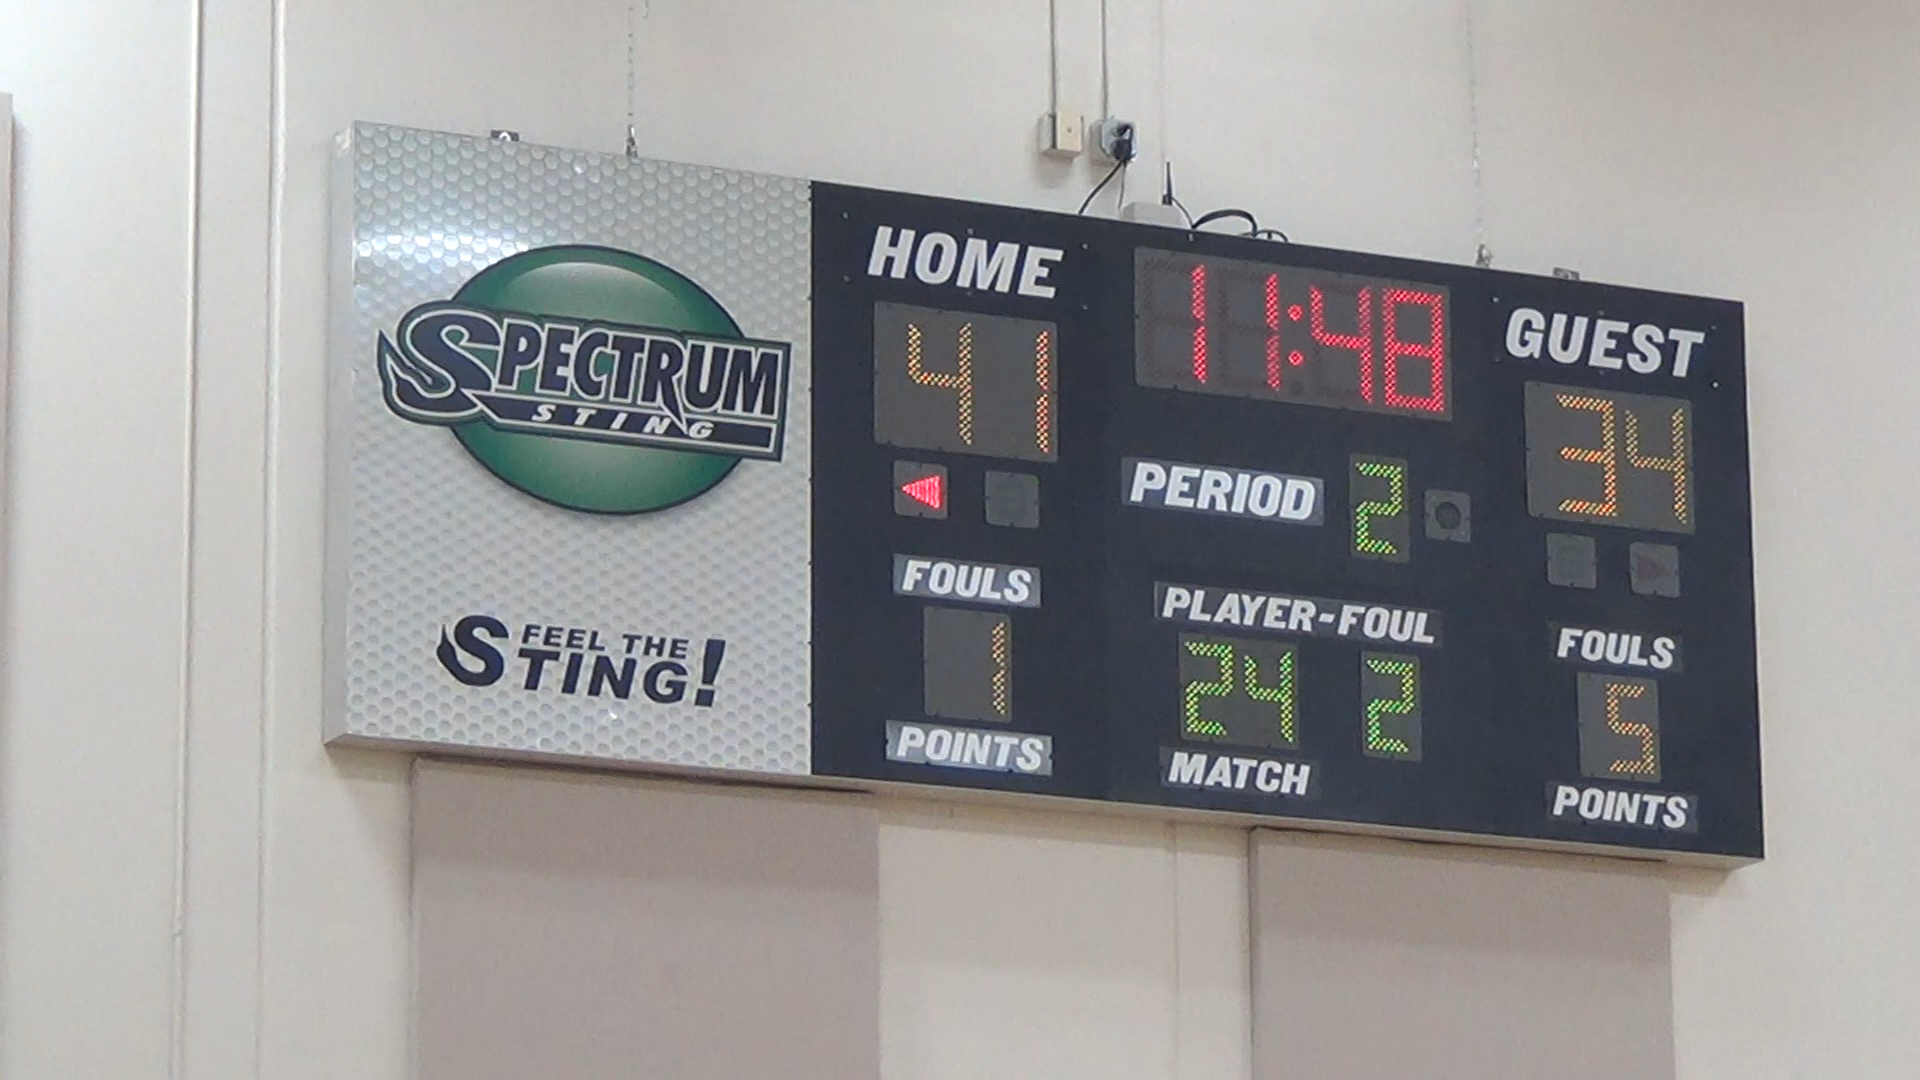 SPECTRUM
STING
FEEL THE
STING!
HOME
41
11:48
GUEST
34
PERIOD 2
FOULS
1
POINTS
PLAYER-FOUL
24 2
MATCH
FOULS
5
POINTS